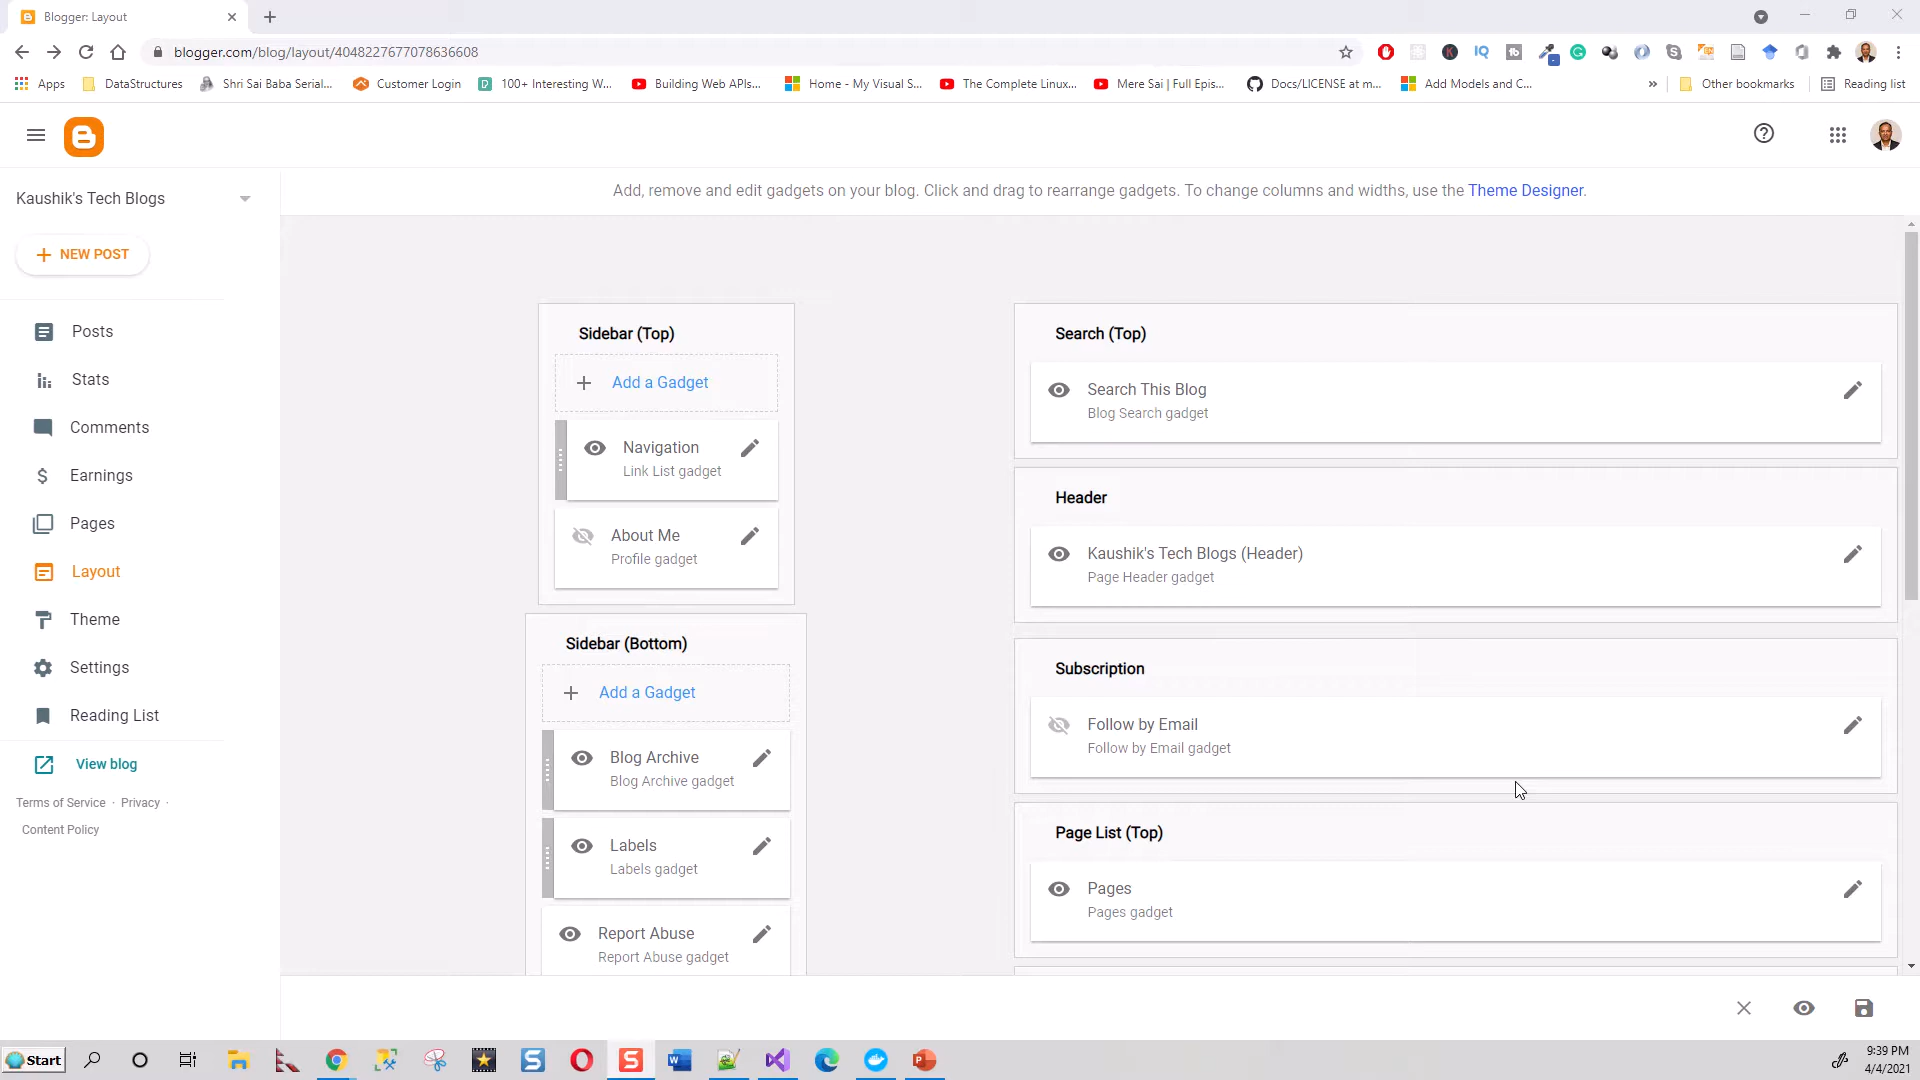 Blogger: Layout
blogger.com/blog/layout/4048227677078636608
Apps
DataStructures
Shri Sai Baba Serial...
Customer Login
100+ Interesting W...
Building Web APIs...
Home - My Visual S...
The Complete Linux...
Mere Sai | Full Epis...
Docs/LICENSE at m...
Add Models and C...
Other bookmarks
Reading list
Kaushik's Tech Blogs
NEW POST
Posts
Stats
Comments
Earnings
Pages
Layout
Theme
Settings
Reading List
View blog
Terms of Service · Privacy ·
Content Policy
Add, remove and edit gadgets on your blog. Click and drag to rearrange gadgets. To change columns and widths, use the Theme Designer.
Sidebar (Top)
Add a Gadget
Navigation
Link List gadget
About Me
Profile gadget
Sidebar (Bottom)
Add a Gadget
Blog Archive
Blog Archive gadget
Labels
Labels gadget
Report Abuse
Report Abuse gadget
Search (Top)
Search This Blog
Blog Search gadget
Header
Kaushik's Tech Blogs (Header)
Page Header gadget
Subscription
Follow by Email
Follow by Email gadget
Page List (Top)
Pages
Pages gadget
Start
9:39 PM
4/4/2021